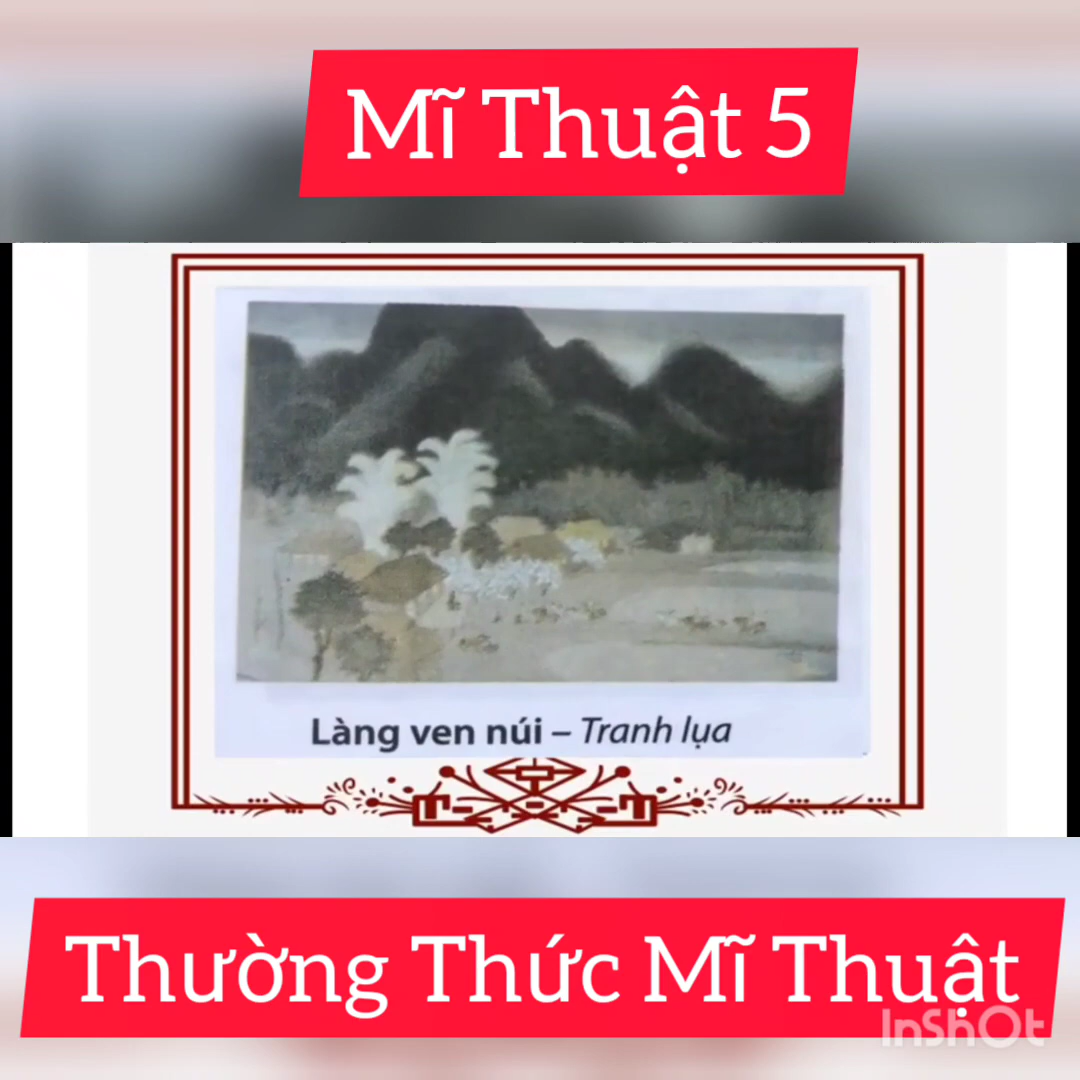 Mĩ Thuật 5
Làng ven núi – Tranh lụa
Thường Thức Mĩ Thuật
InShOt